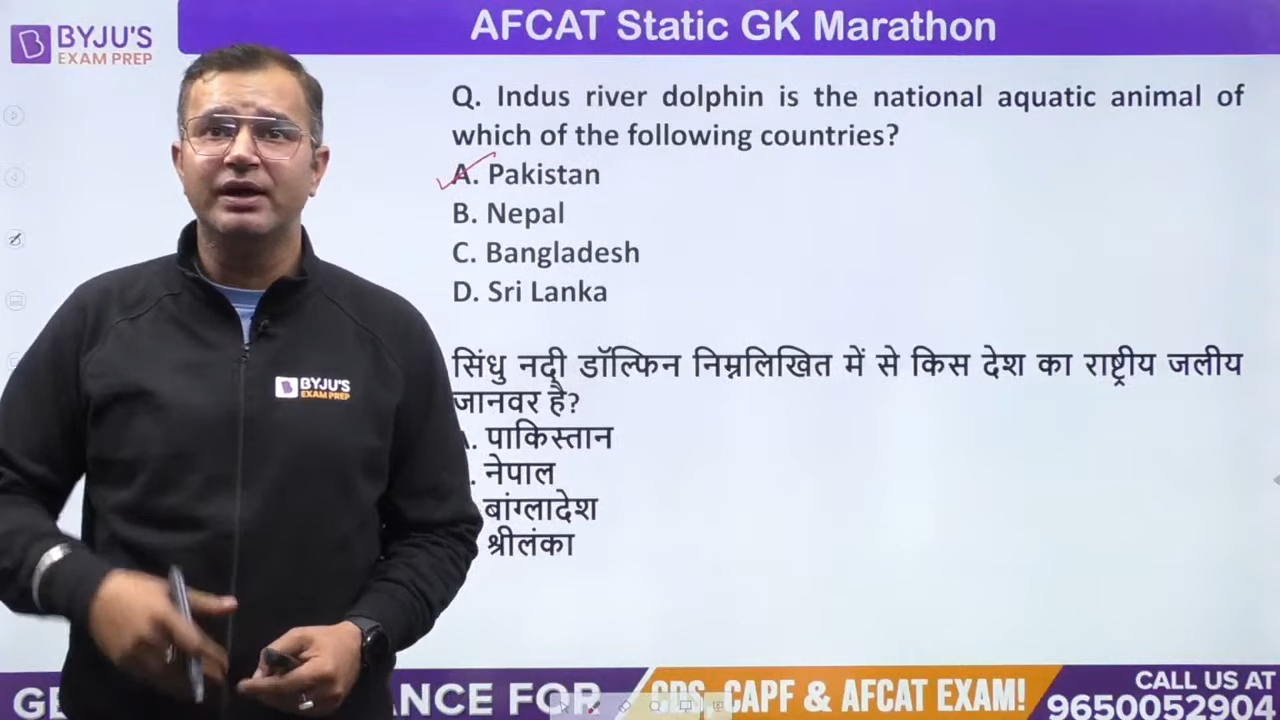 BYJU'S
EXAM PREP
AFCAT Static GK Marathon
Q. Indus river dolphin is the national aquatic animal of
which of the following countries?
A. Pakistan
B. Nepal
C. Bangladesh
D. Sri Lanka
सिंधु नदी डॉल्फिन निम्नलिखित में से किस देश का राष्ट्रीय जलीय
जानवर है?
. पाकिस्तान
. नेपाल
बांग्लादेश
श्रीलंका
BYJU'S
EXAM PREP
FOR
CDS, CAPF & AFCAT EXAM!
CALL US AT
9650052904